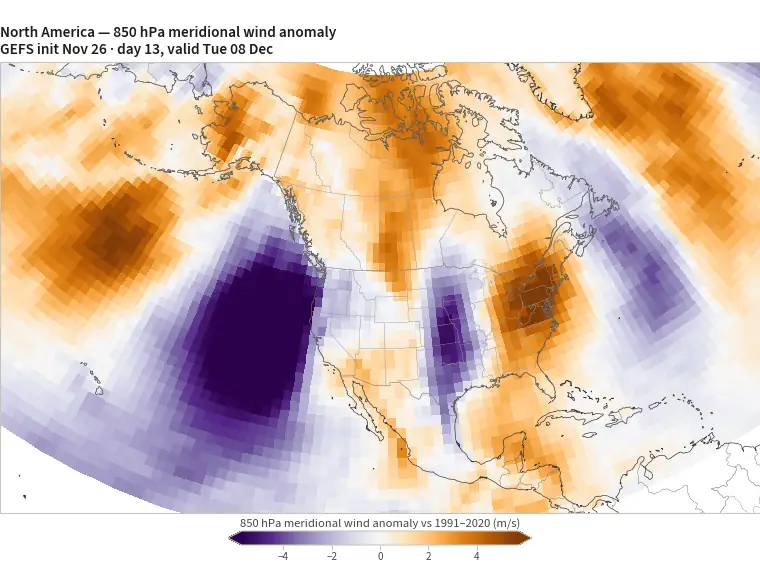 North America — 850 hPa meridional wind anomaly
GEFS init Nov 26 · day 13, valid Tue 08 Dec
850 hPa meridional wind anomaly vs 1991–2020 (m/s)
−4 −2 0 2 4